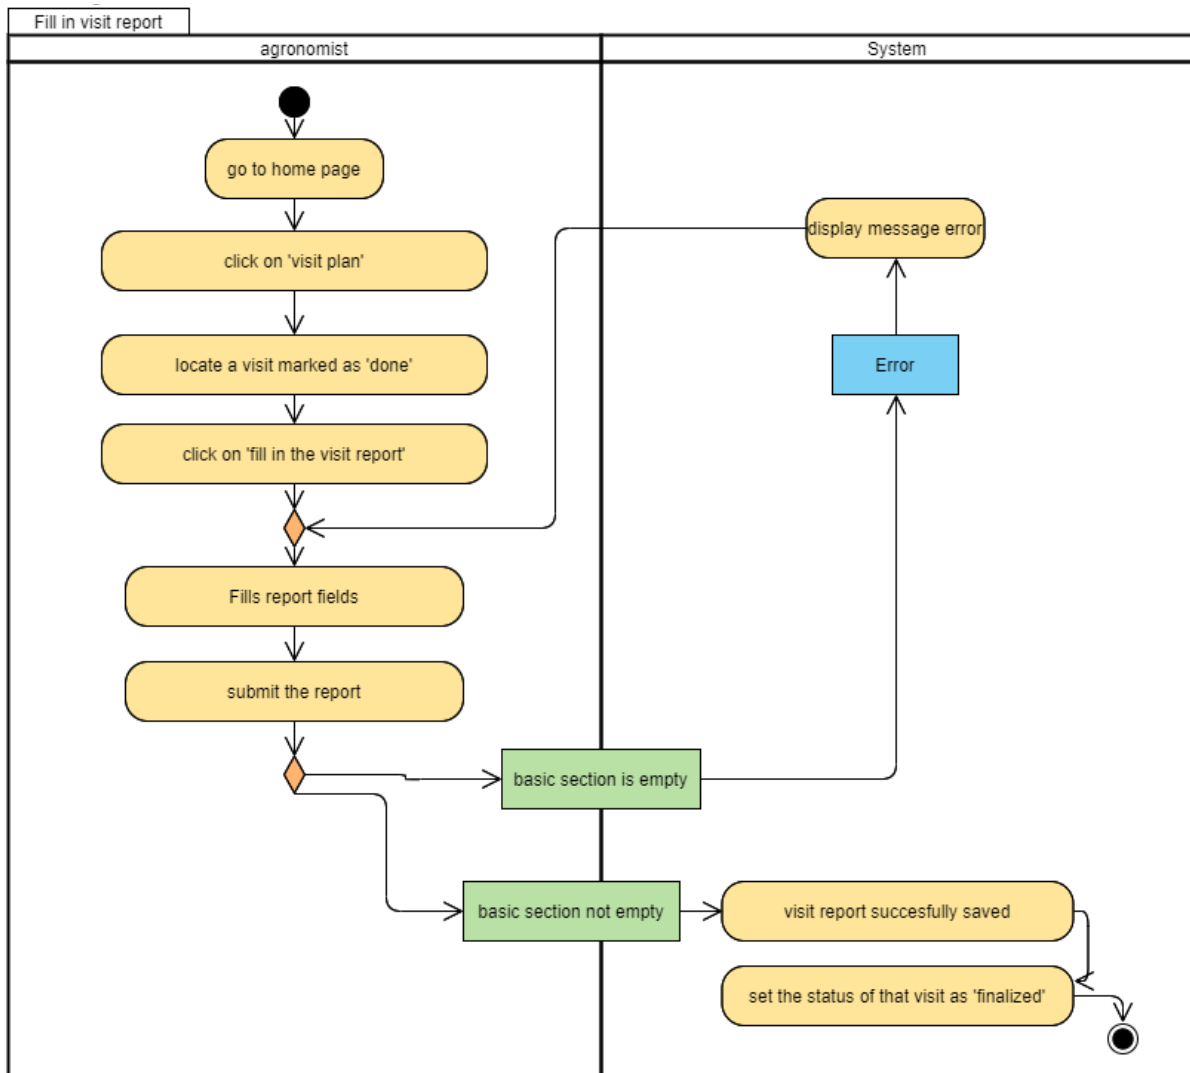 Fill in visit report
agronomist
System
go to home page
click on 'visit plan'
locate a visit marked as 'done'
click on 'fill in the visit report'
Fills report fields
submit the report
basic section is empty
Error
display message error
basic section not empty
visit report succesfully saved
set the status of that visit as 'finalized'